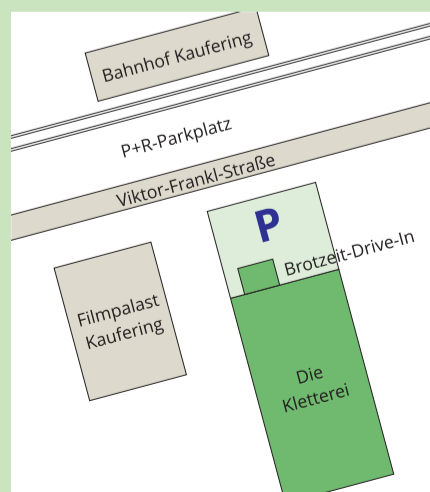 Bahnhof Kaufering
P+R-Parkplatz
Viktor-Frankl-Straße
P
Brotzeit-Drive-In
Filmpalast
Kaufering
Die
Kletterei